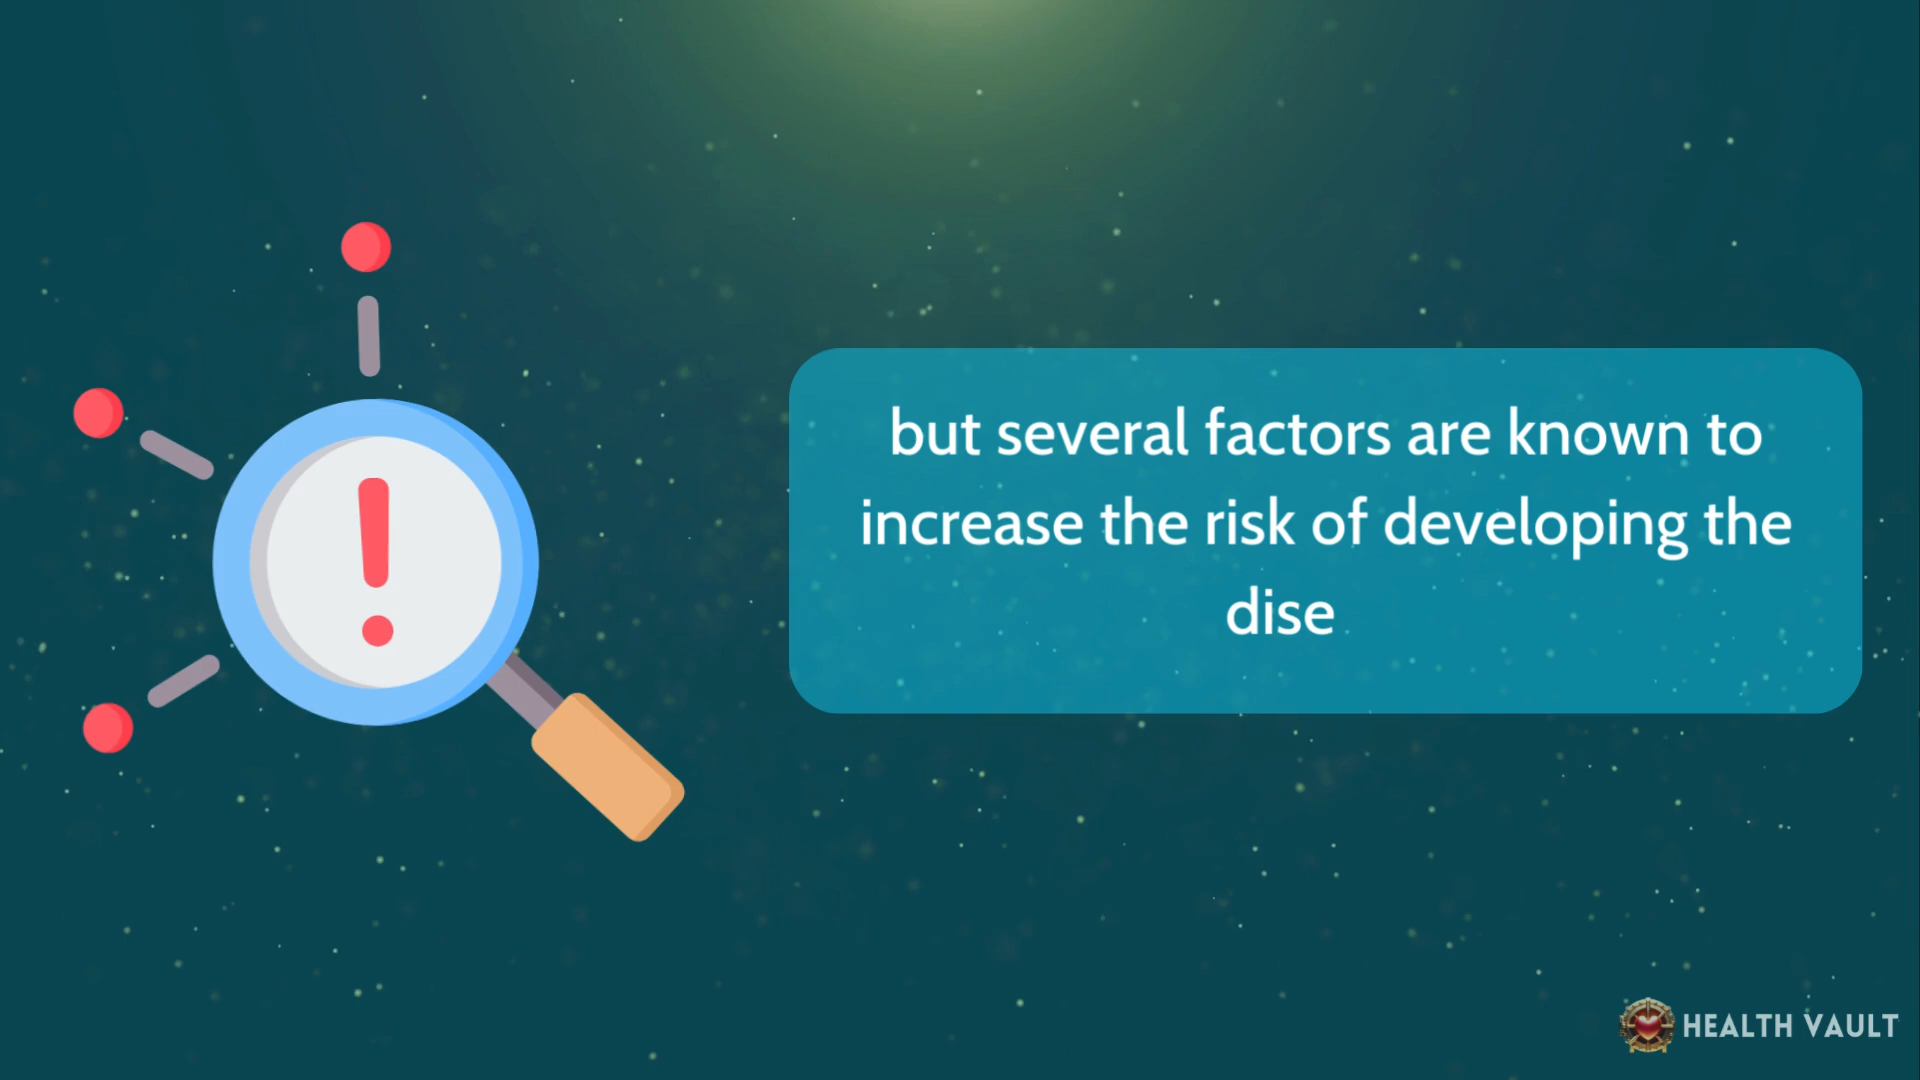 but several factors are known to
increase the risk of developing the
dise
HEALTH VAULT